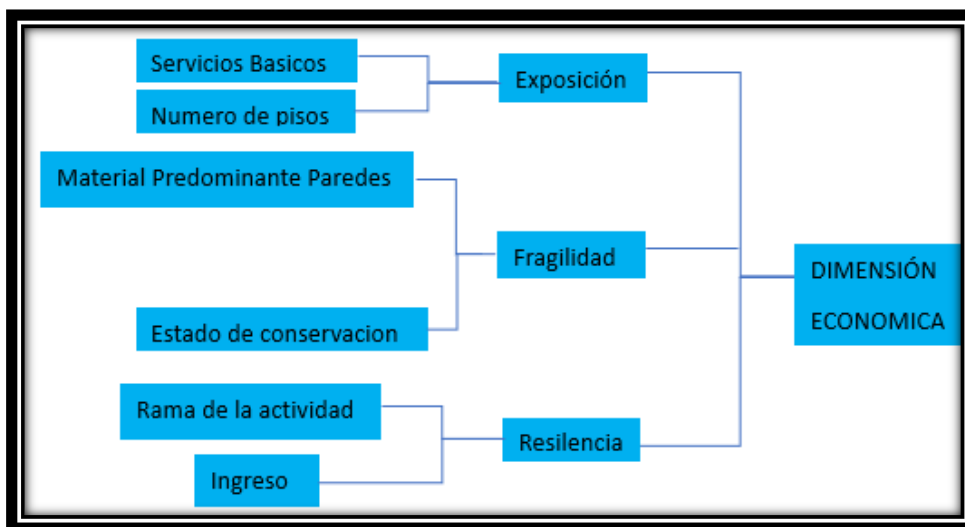 Servicios Basicos
Numero de pisos
Exposición
Material Predominante Paredes
Fragilidad
Estado de conservacion
DIMENSIÓN
ECONOMICA
Rama de la actividad
Resilencia
Ingreso